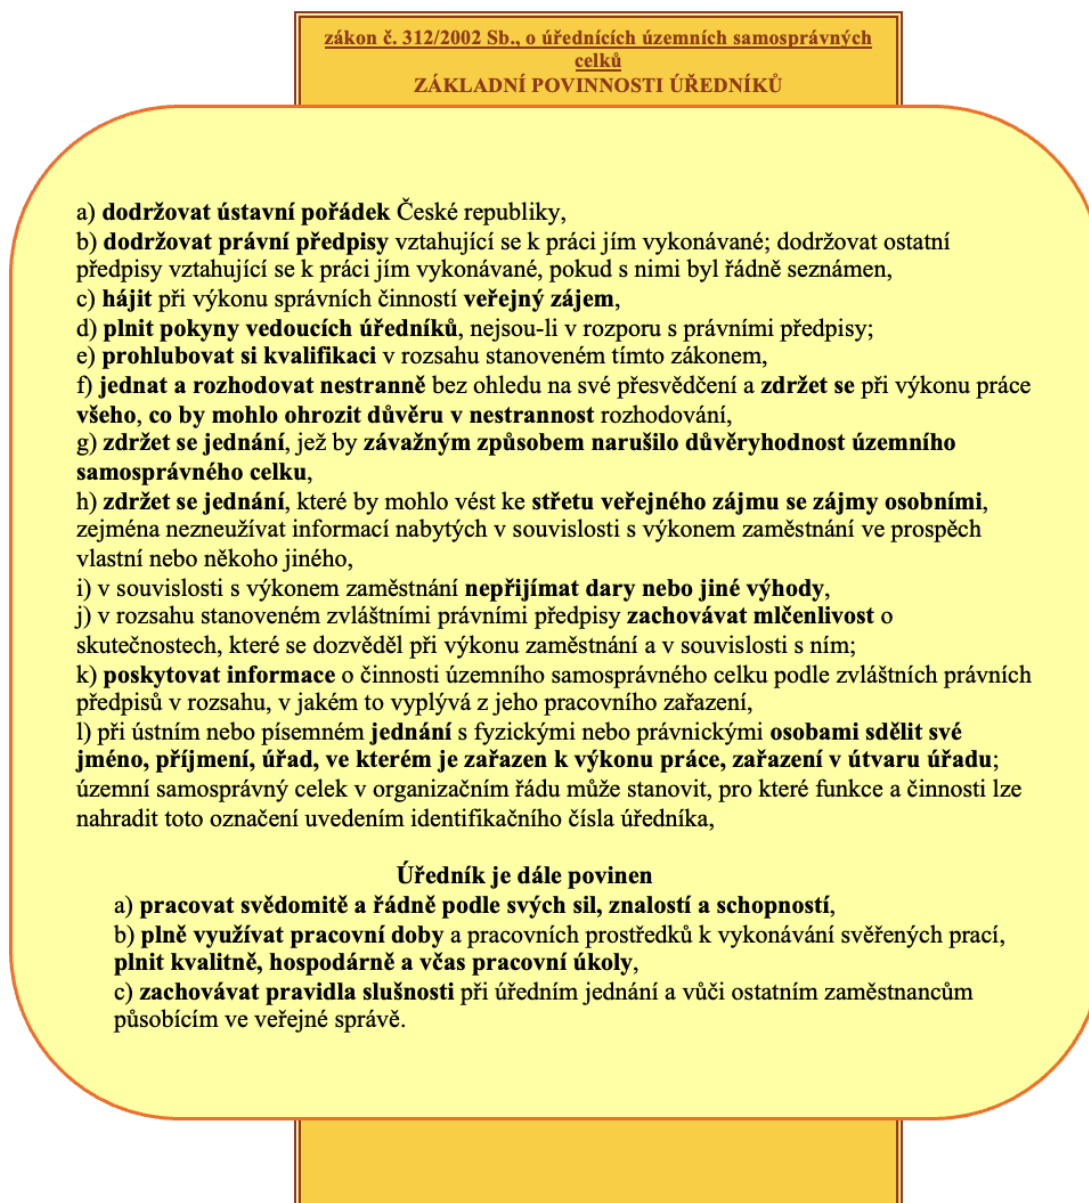 zákon č. 312/2002 Sb., o úřednících územních samosprávných
celků
ZÁKLADNÍ POVINNOSTI ÚŘEDNÍKŮ
a) dodržovat ústavní pořádek České republiky,
b) dodržovat právní předpisy vztahující se k práci jím vykonávané; dodržovat ostatní
předpisy vztahující se k práci jím vykonávané, pokud s nimi byl řádně seznámen,
c) hájit při výkonu správních činností veřejný zájem,
d) plnit pokyny vedoucích úředníků, nejsou-li v rozporu s právními předpisy;
e) prohlubovat si kvalifikaci v rozsahu stanoveném tímto zákonem,
f) jednat a rozhodovat nestranně bez ohledu na své přesvědčení a zdržet se při výkonu práce
všeho, co by mohlo ohrozit důvěru v nestrannost rozhodování,
g) zdržet se jednání, jež by závažným způsobem narušilo důvěryhodnost územního
samosprávného celku,
h) zdržet se jednání, které by mohlo vést ke střetu veřejného zájmu se zájmy osobními,
zejména nezneužívat informací nabytých v souvislosti s výkonem zaměstnání ve prospěch
vlastní nebo někoho jiného,
i) v souvislosti s výkonem zaměstnání nepřijímat dary nebo jiné výhody,
j) v rozsahu stanoveném zvláštními právními předpisy zachovávat mlčenlivost o
skutečnostech, které se dozvěděl při výkonu zaměstnání a v souvislosti s ním;
k) poskytovat informace o činnosti územního samosprávného celku podle zvláštních právních
předpisů v rozsahu, v jakém to vyplývá z jeho pracovního zařazení,
l) při ústním nebo písemném jednání s fyzickými nebo právnickými osobami sdělit své
jméno, příjmení, úřad, ve kterém je zařazen k výkonu práce, zařazení v útvaru úřadu;
územní samosprávný celek v organizačním řádu může stanovit, pro které funkce a činnosti lze
nahradit toto označení uvedením identifikačního čísla úředníka,
Úředník je dále povinen
a) pracovat svědomitě a řádně podle svých sil, znalostí a schopností,
b) plně využívat pracovní doby a pracovních prostředků k vykonávání svěřených prací,
plnit kvalitně, hospodárně a včas pracovní úkoly,
c) zachovávat pravidla slušnosti při úředním jednání a vůči ostatním zaměstnancům
působícím ve veřejné správě.